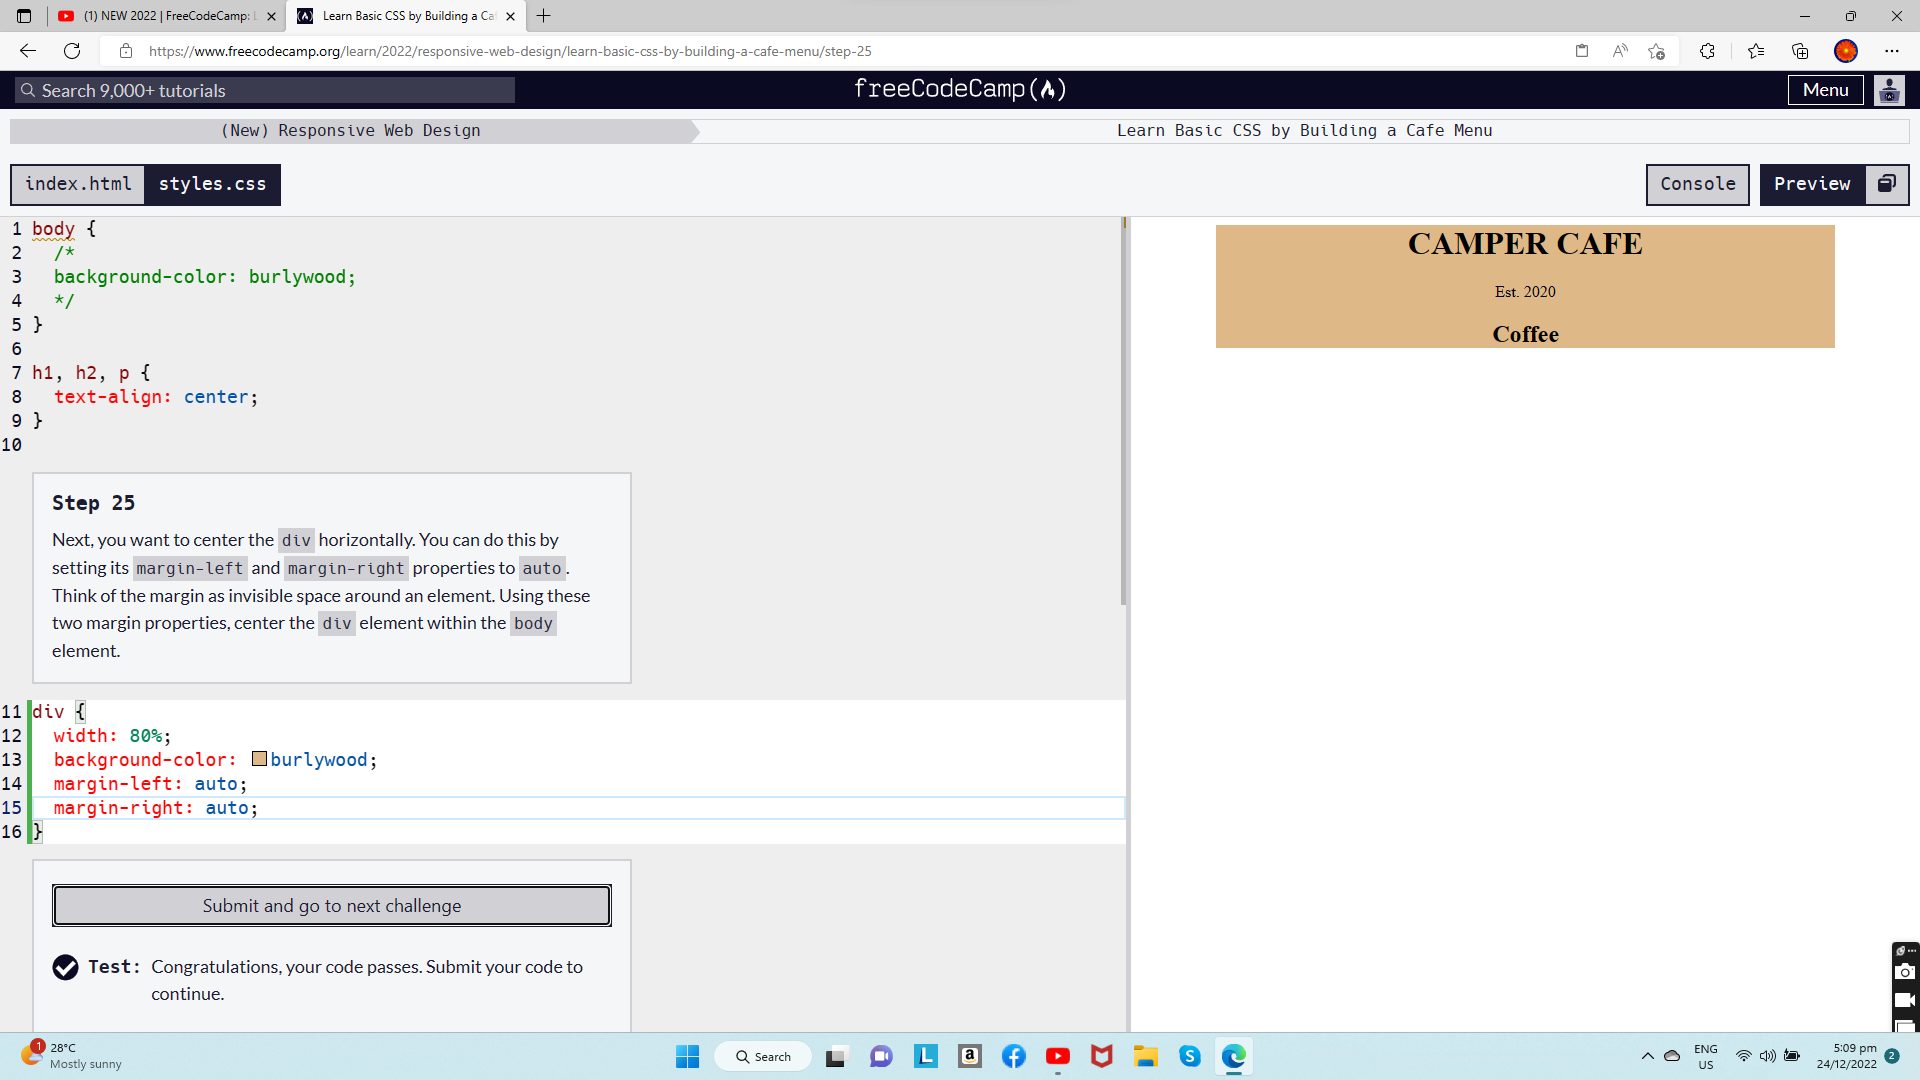 (1) NEW 2022 | FreeCodeCamp:
Learn Basic CSS by Building a Caf
https://www.freecodecamp.org/learn/2022/responsive-web-design/learn-basic-css-by-building-a-cafe-menu/step-25
Search 9,000+ tutorials
freeCodeCamp
Menu
(New) Responsive Web Design
Learn Basic CSS by Building a Cafe Menu
index.html
styles.css
Console
Preview
1 body {
2 /*
3 background-color: burlywood;
4 */
5 }
6
7 h1, h2, p {
8 text-align: center;
9 }
10
Step 25
Next, you want to center the div horizontally. You can do this by
setting its margin-left and margin-right properties to auto.
Think of the margin as invisible space around an element. Using these
two margin properties, center the div element within the body
element.
11 div {
12 width: 80%;
13 background-color: burlywood;
14 margin-left: auto;
15 margin-right: auto;
16 }
Submit and go to next challenge
Test: Congratulations, your code passes. Submit your code to
continue.
CAMPER CAFE
Est. 2020
Coffee
1
28°C
Mostly sunny
Search
L
a
S
ENG
US
5:09 pm
24/12/2022
2